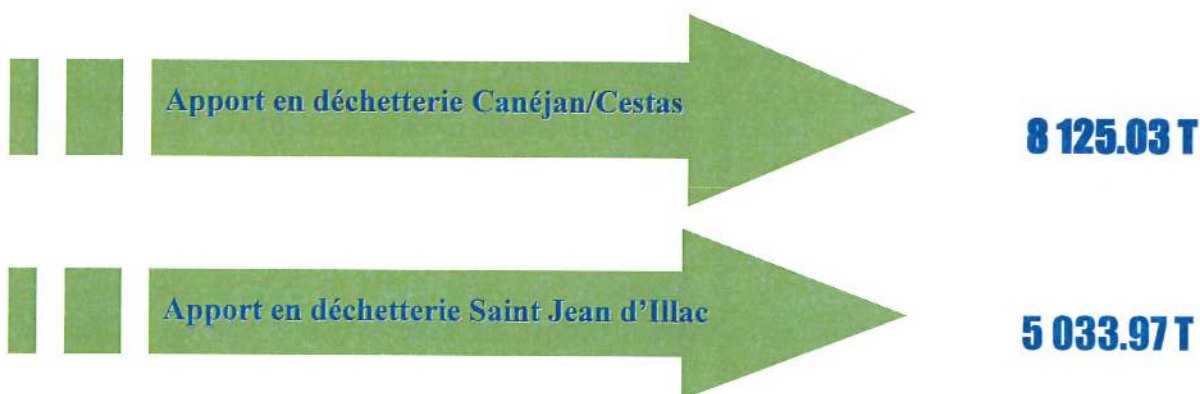 Apport en déchetterie Canéjan/Cestas
8 125.03 T
Apport en déchetterie Saint Jean d'Illac
5 033.97 T